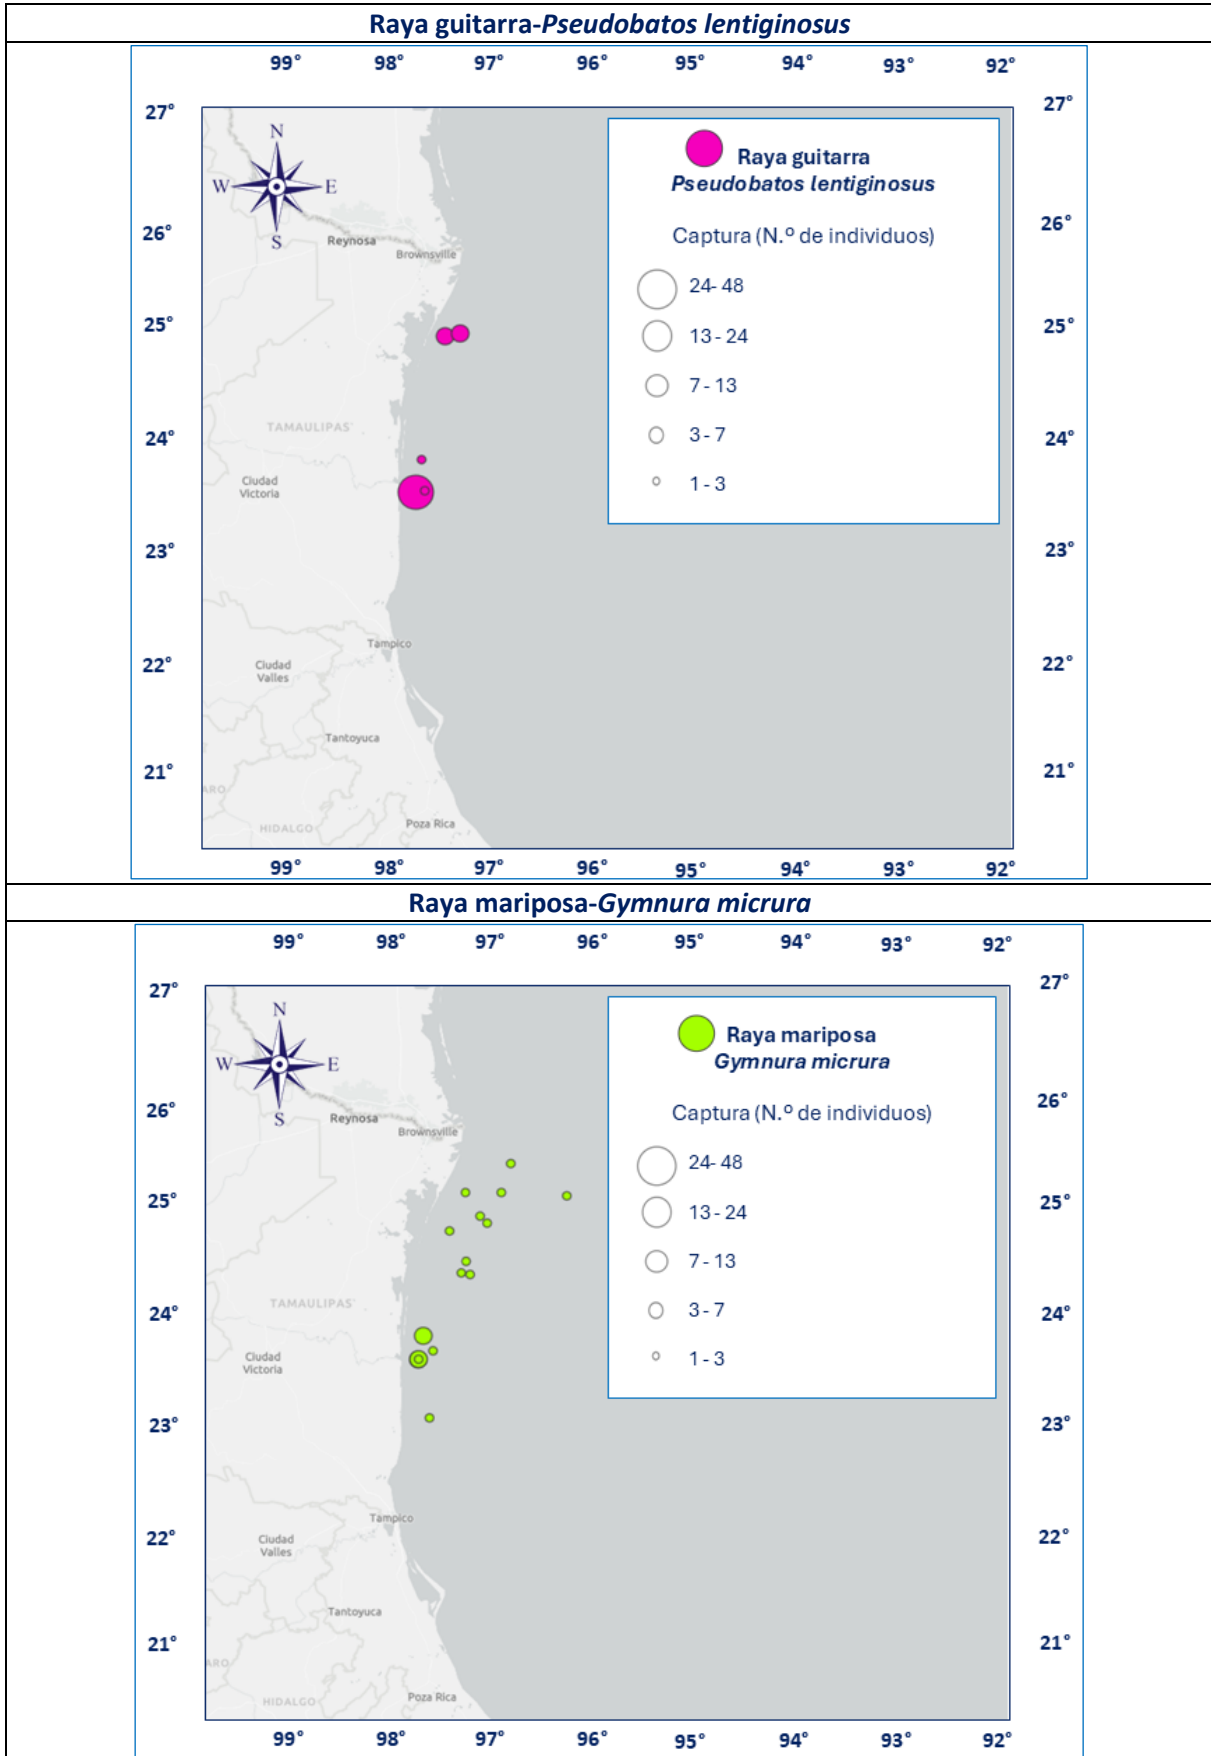 Raya guitarra-Pseudobatos lentiginosus
99° 98° 97° 96° 95° 94° 93° 92°
27° 27°
N
W E
S
Raya guitarra
Pseudobatos lentiginosus
Captura (N.º de individuos)
24- 48
13 - 24
7 - 13
3 - 7
1 - 3
26° 26°
Reynosa
Brownsville
25° 25°
TAMAULIPAS
24° 24°
Ciudad
Victoria
23° 23°
Tampico
22° 22°
Ciudad
Valles
Tantoyuca
21° 21°
ARO
HIDALGO
Poza Rica
99° 98° 97° 96° 95° 94° 93° 92°
Raya mariposa-Gymnura micrura
99° 98° 97° 96° 95° 94° 93° 92°
27° 27°
N
W E
S
Raya mariposa
Gymnura micrura
Captura (N.º de individuos)
24- 48
13 - 24
7 - 13
3 - 7
1 - 3
26° 26°
Reynosa
Brownsville
25° 25°
TAMAULIPAS
24° 24°
Ciudad
Victoria
23° 23°
Tampico
22° 22°
Ciudad
Valles
Tantoyuca
21° 21°
ARO
HIDALGO
Poza Rica
99° 98° 97° 96° 95° 94° 93° 92°